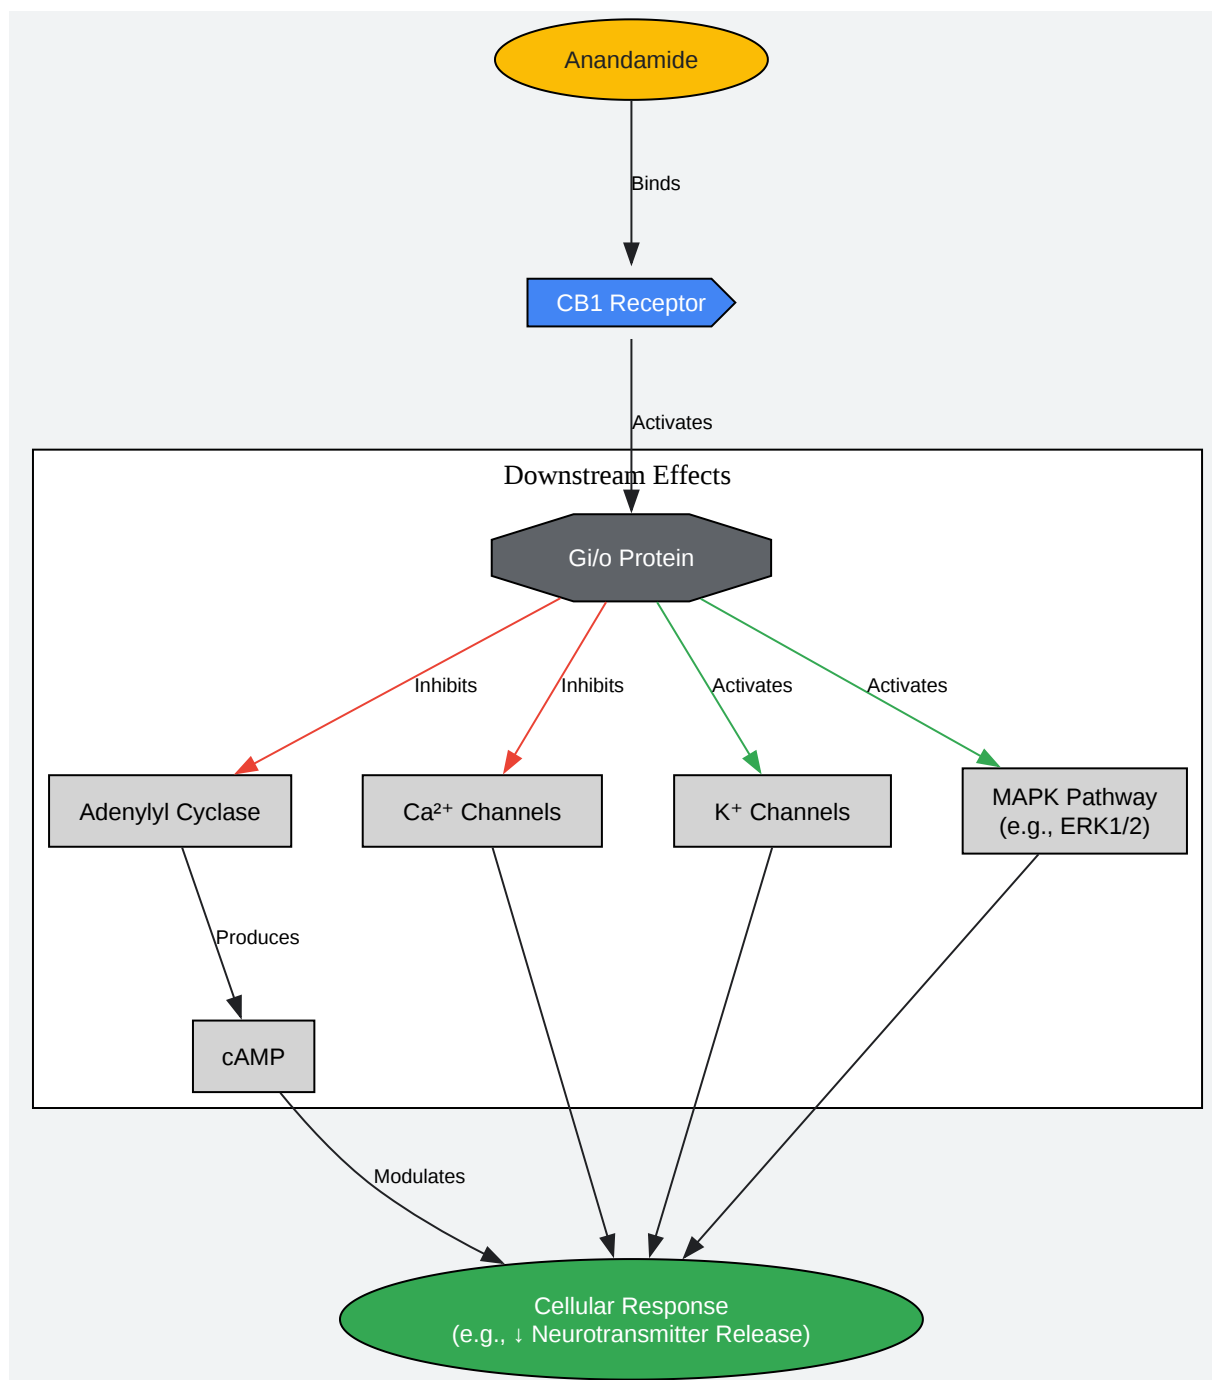 Anandamide
Binds
CB1 Receptor
Activates
Downstream Effects
Gi/o Protein
Inhibits
Inhibits
Activates
Activates
Adenylyl Cyclase
Ca²⁺ Channels
K⁺ Channels
MAPK Pathway
(e.g., ERK1/2)
Produces
cAMP
Modulates
Cellular Response
(e.g., ↓ Neurotransmitter Release)